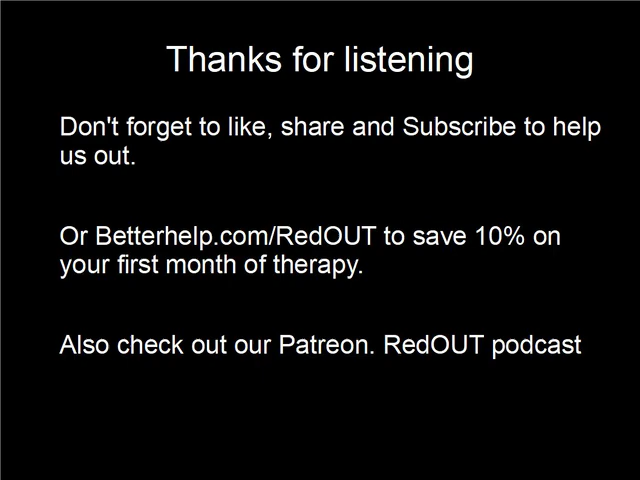 Thanks for listening
Don't forget to like, share and Subscribe to help
us out.
Or Betterhelp.com/RedOUT to save 10% on
your first month of therapy.
Also check out our Patreon. RedOUT podcast